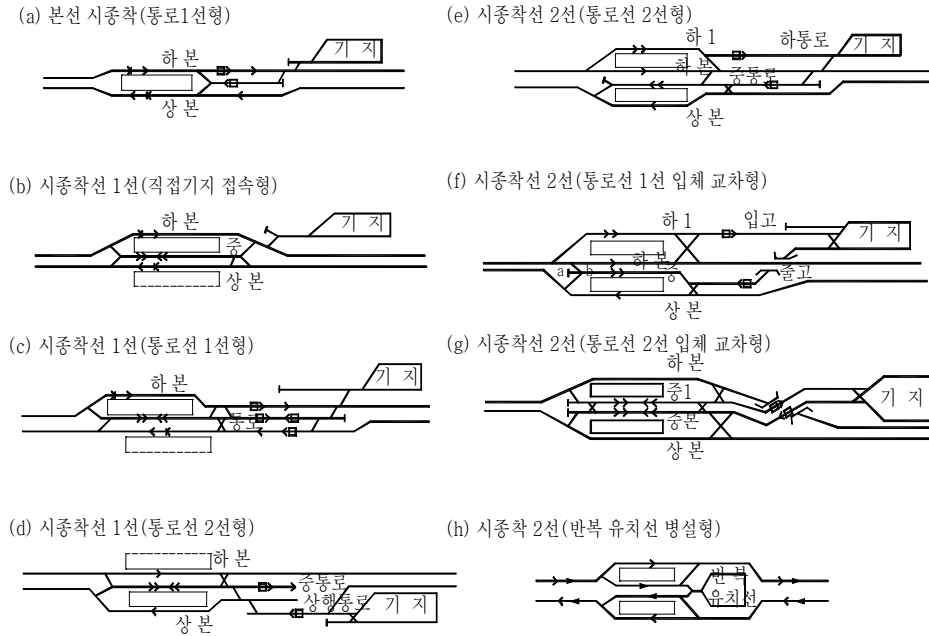 (a) 본선 시종착(통로1선형)
기 지
하 본
상 본
(b) 시종착선 1선(직접기지 접속형)
하 본
기 지
중
상 본
(c) 시종착선 1선(통로선 1선형)
하 본
기 지
통로
(d) 시종착선 1선(통로선 2선형)
하 본
중통로
상행통로
기 지
상 본
(e) 시종착선 2선(통로선 2선형)
하 1
하통로
기 지
하 본
중통로
상 본
(f) 시종착선 2선(통로선 1선 입체 교차형)
하 1
입고
기 지
하 본
a
b
중
줄고
상 본
(g) 시종착선 2선(통로선 2선 입체 교차형)
하 본
중1
기 지
중본
상 본
(h) 시종착 2선(반복 유치선 병설형)
반 복
유치선